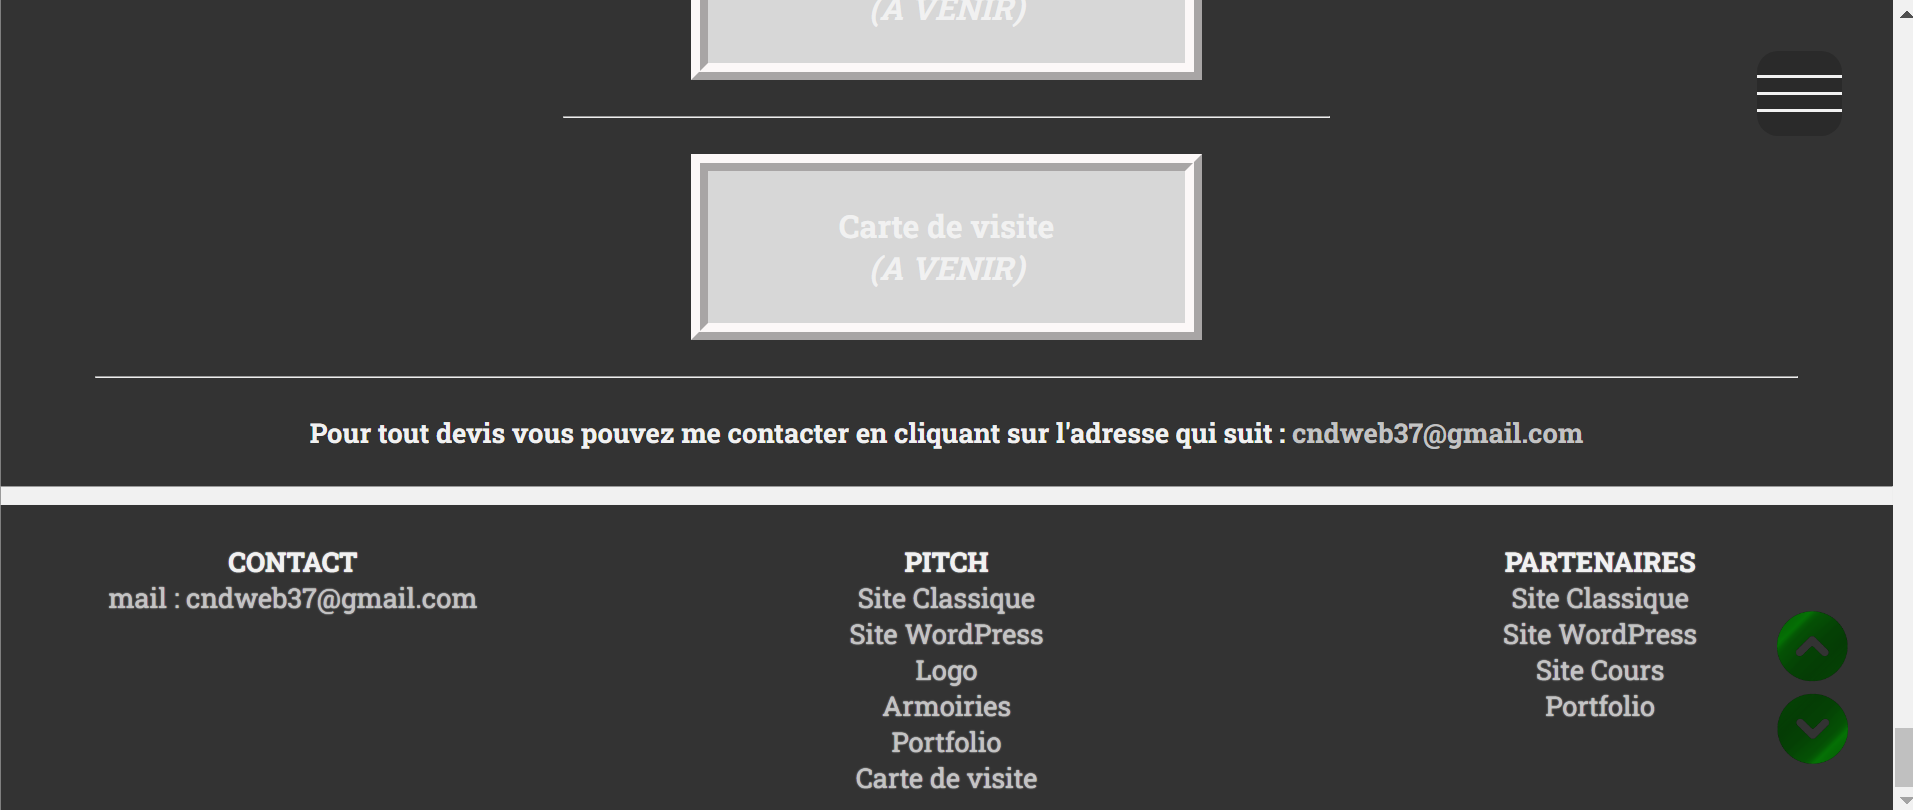 (A VENIR)
Carte de visite
(A VENIR)
Pour tout devis vous pouvez me contacter en cliquant sur l'adresse qui suit : cndweb37@gmail.com
CONTACT
mail : cndweb37@gmail.com
PITCH
Site Classique
Site WordPress
Logo
Armoiries
Portfolio
Carte de visite
PARTENAIRES
Site Classique
Site WordPress
Site Cours
Portfolio